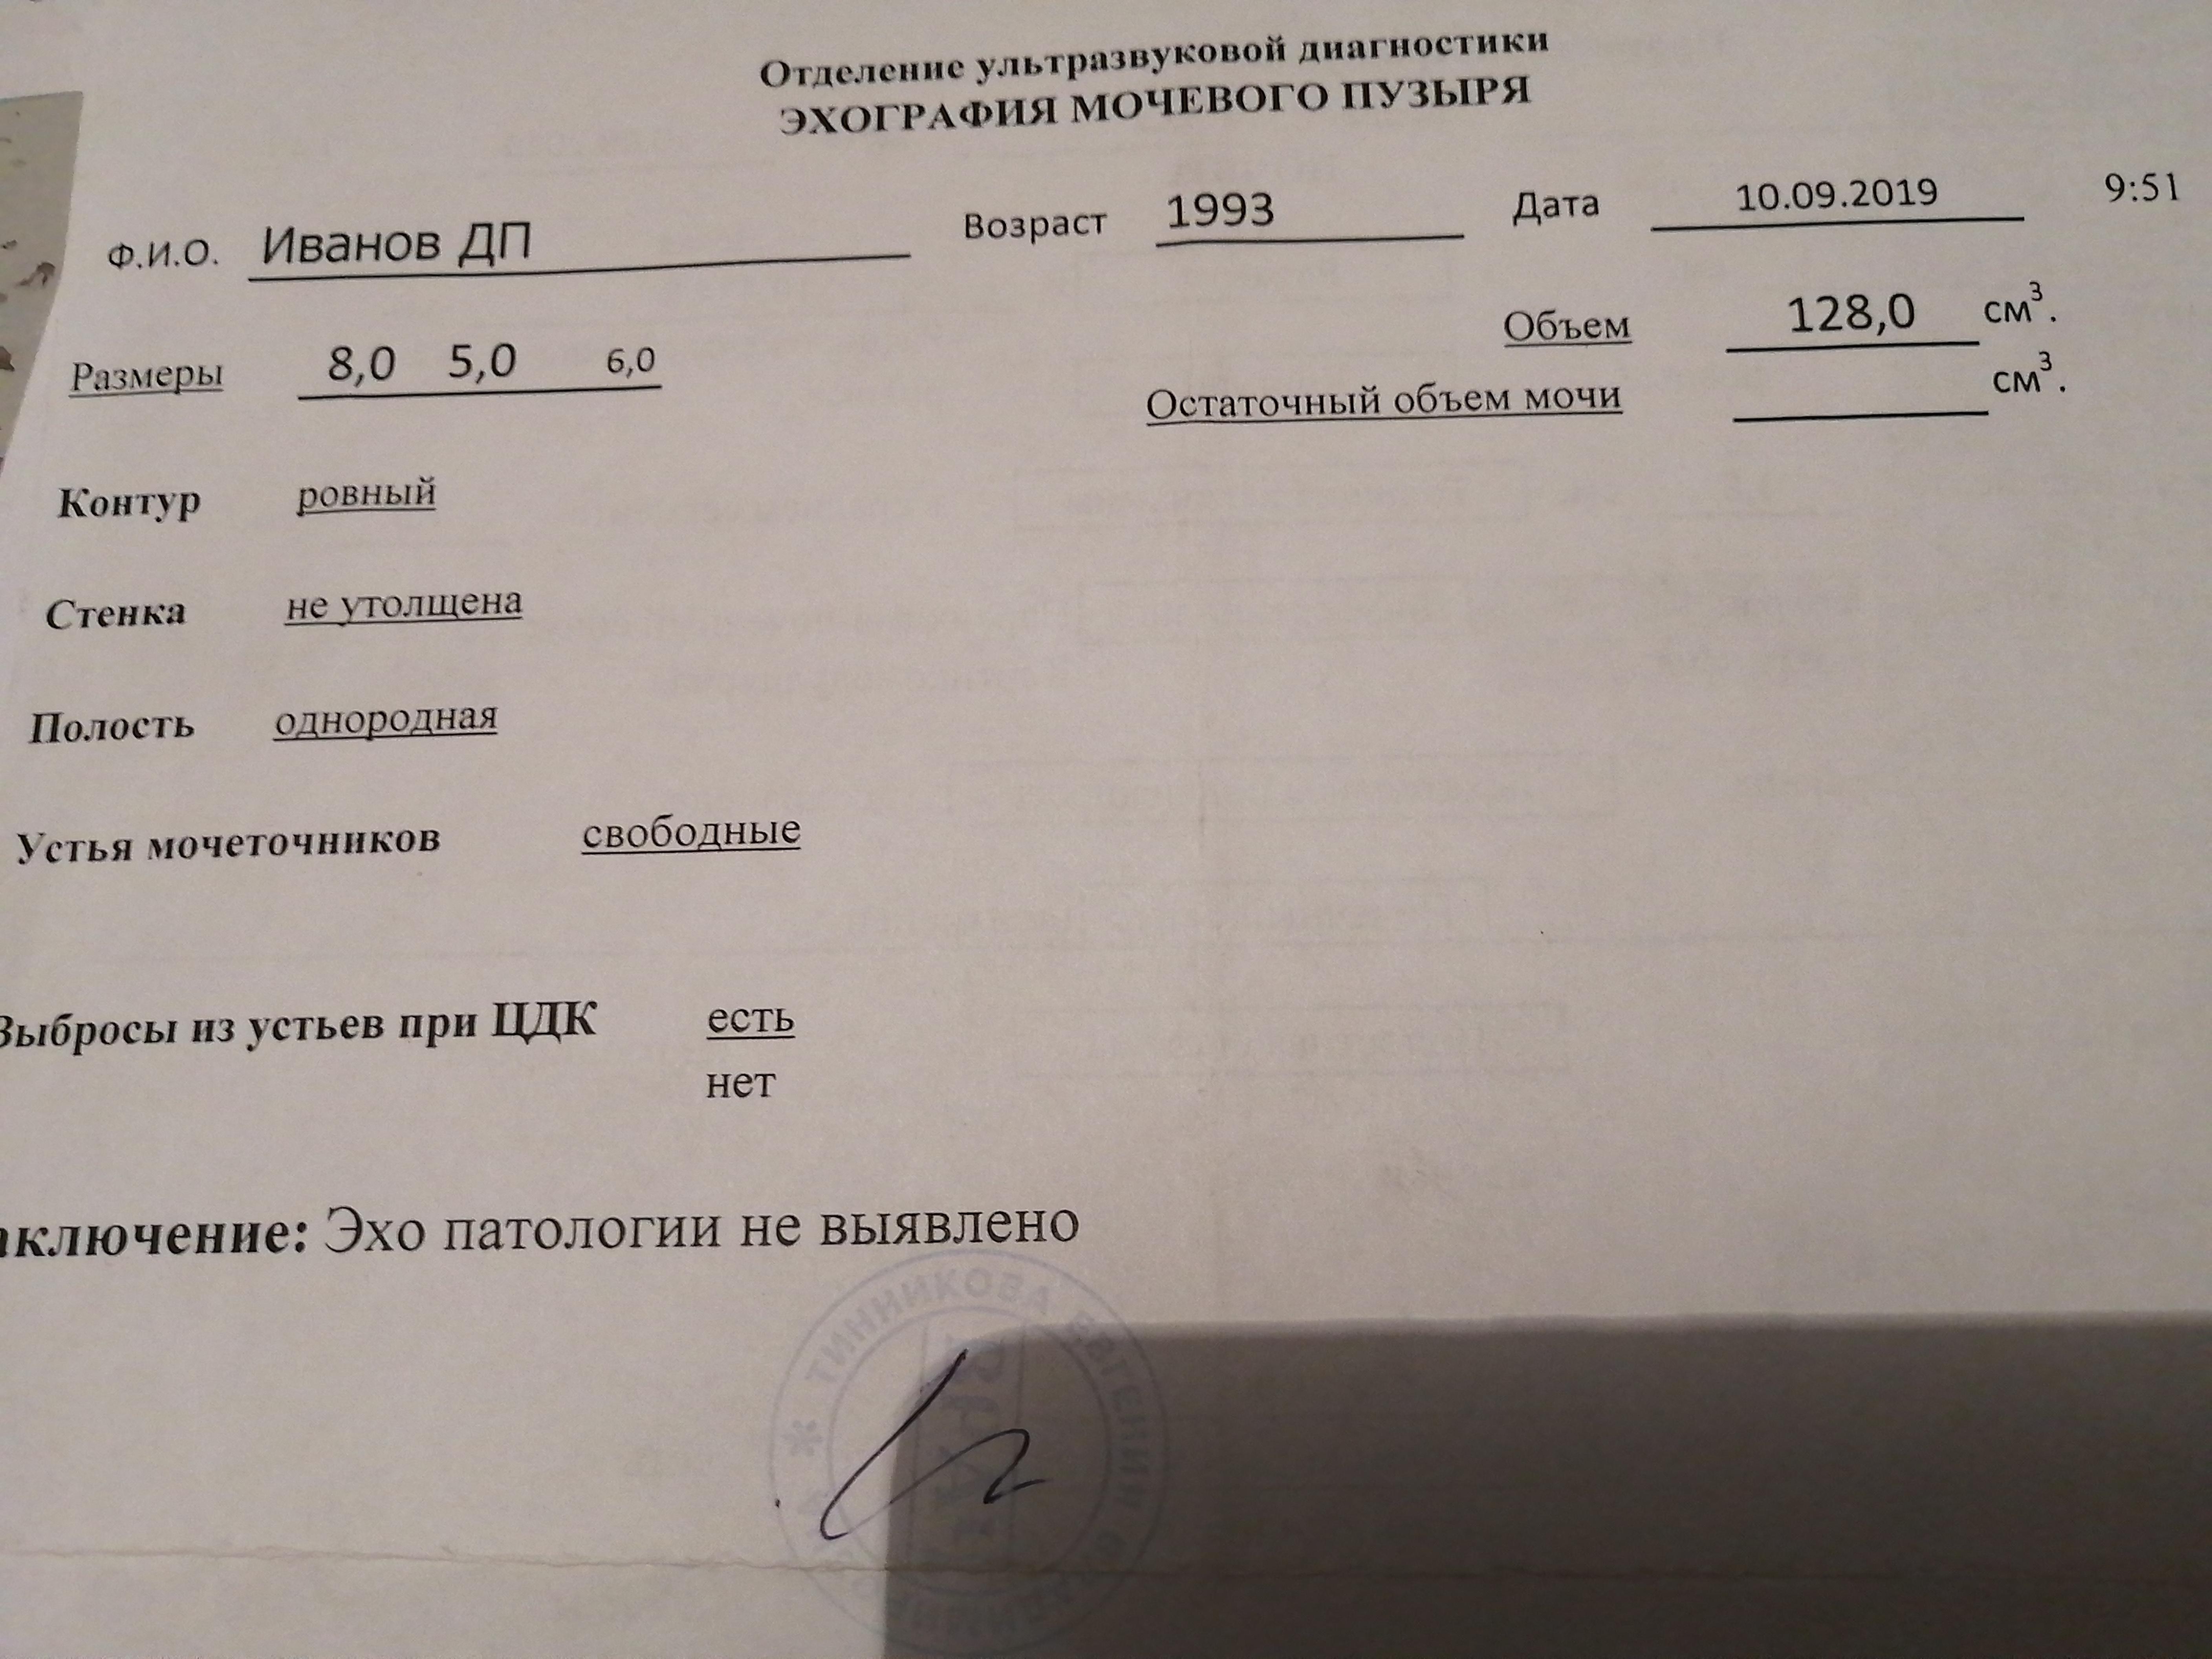 Отделение ультразвуковой диагностики
ЭХОГРАФИЯ МОЧЕВОГО ПУЗЫРЯ
Ф.И.О. Иванов ДП Возраст 1993 Дата 10.09.2019 9:51
Размеры 8,0 5,0 6,0 Объем 128,0 см³.
Остаточный объем мочи см³.
Контур ровный
Стенка не утолщена
Полость однородная
Устья мочеточников свободные
Выбросы из устьев при ЦДК есть
нет
аключение: Эхо патологии не выявлено
ТИННИКОВА ЕВГЕНИЯ